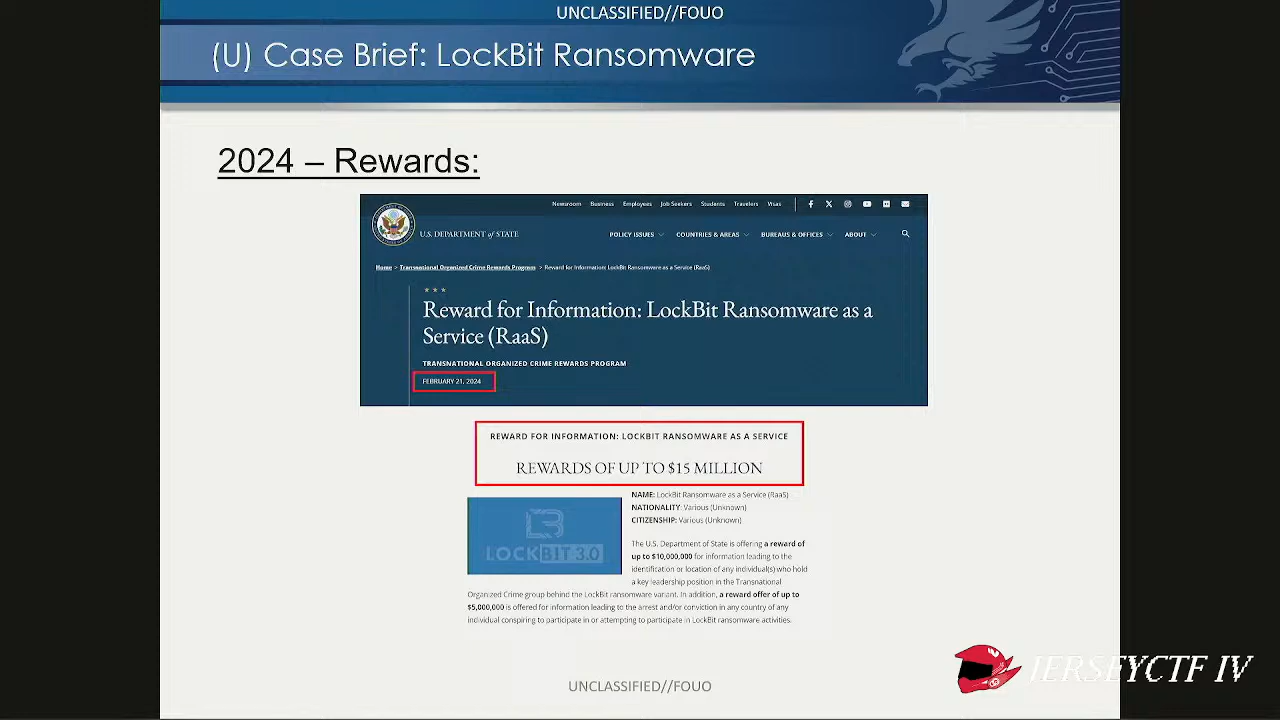 UNCLASSIFIED//FOUO
(U) Case Brief: LockBit Ransomware
2024 – Rewards:
Newsroom Business Employees Job Seekers Students Travelers Visas
U.S. DEPARTMENT of STATE
POLICY ISSUES COUNTRIES & AREAS BUREAUS & OFFICES ABOUT
Home > Transnational Organized Crime Rewards Program > Reward for Information: LockBit Ransomware as a Service (RaaS)
Reward for Information: LockBit Ransomware as a
Service (RaaS)
TRANSNATIONAL ORGANIZED CRIME REWARDS PROGRAM
FEBRUARY 21, 2024
REWARD FOR INFORMATION: LOCKBIT RANSOMWARE AS A SERVICE
REWARDS OF UP TO $15 MILLION
LOCKBIT 3.0
NAME: LockBit Ransomware as a Service (RaaS)
NATIONALITY: Various (Unknown)
CITIZENSHIP: Various (Unknown)
The U.S. Department of State is offering a reward of
up to $10,000,000 for information leading to the
identification or location of any individual(s) who hold
a key leadership position in the Transnational
Organized Crime group behind the LockBit ransomware variant. In addition, a reward offer of up to
$5,000,000 is offered for information leading to the arrest and/or conviction in any country of any
individual conspiring to participate in or attempting to participate in LockBit ransomware activities.
UNCLASSIFIED//FOUO
JERSEYCTF IV